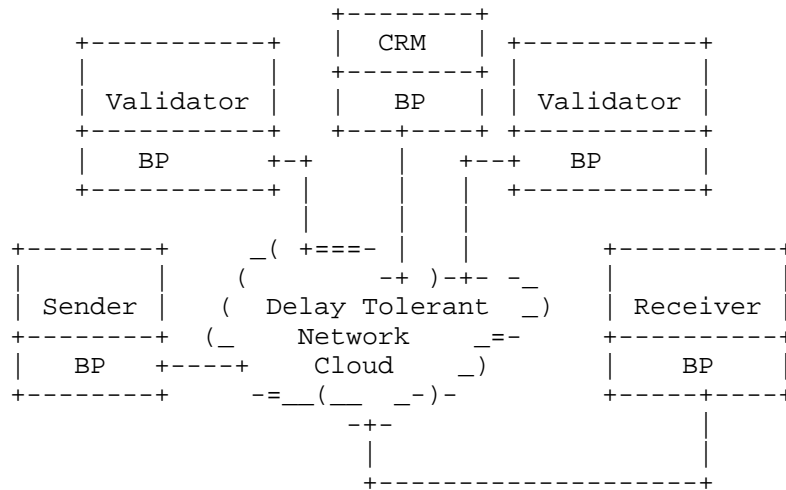 CRM
Validator BP Validator
BP BP
Sender Delay Tolerant Receiver
Network
BP Cloud BP